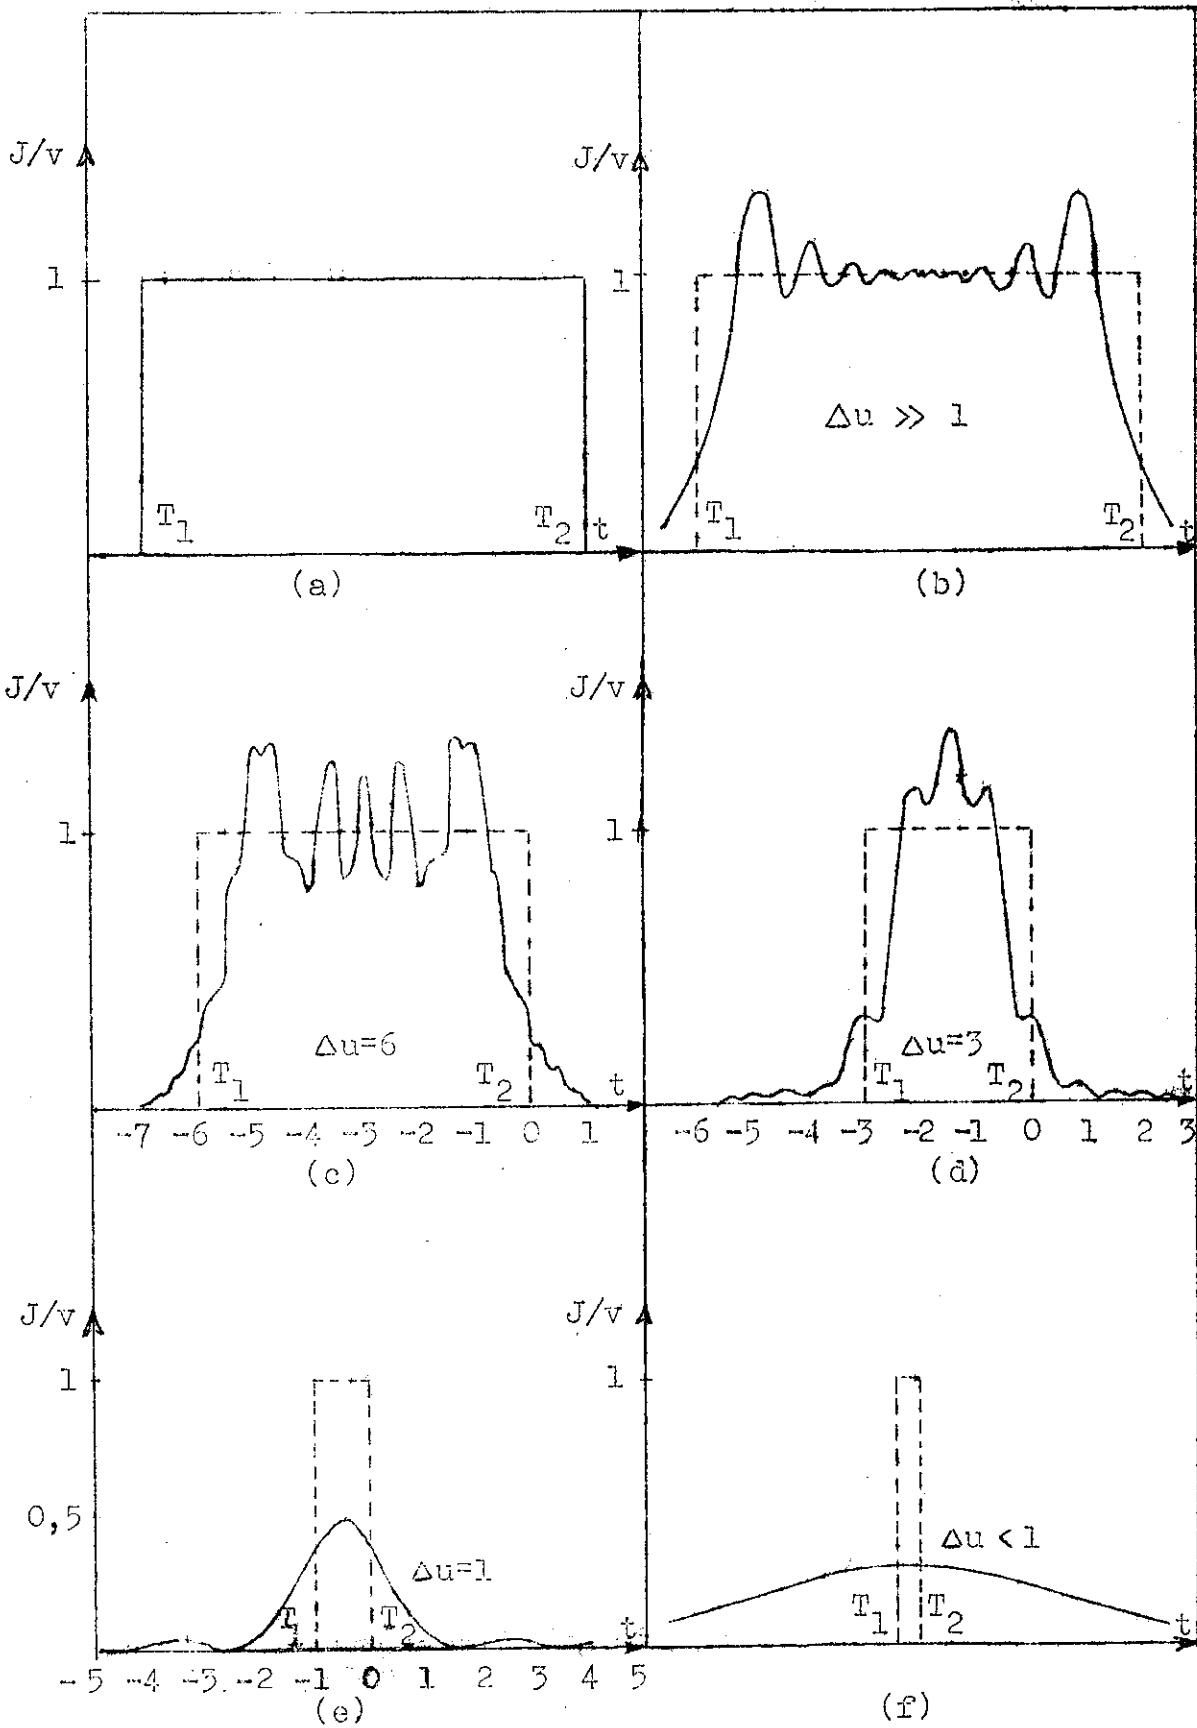 J/v
1
T1
T2
t
(a)
J/v
1
Δu ≫ 1
T1
T2
t
(b)
J/v
1
Δu=6
T1
T2
t
-7 -6 -5 -4 -3 -2 -1 0 1
(c)
J/v
1
Δu=3
T1
T2
t
-6 -5 -4 -3 -2 -1 0 1 2 3
(d)
J/v
1
0,5
Δu=1
T1
T2
t
-5 -4 -3 -2 -1 0 1 2 3 4 5
(e)
J/v
1
Δu < 1
T1
T2
t
(f)